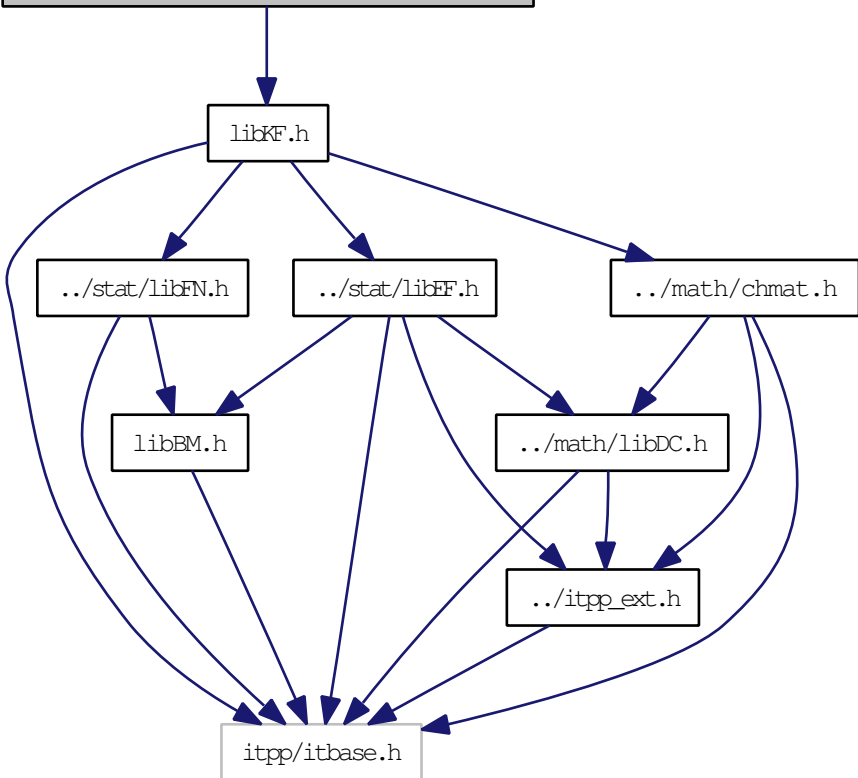 libKF.h
../stat/libFN.h
../stat/libEF.h
../math/chmat.h
libBM.h
../math/libDC.h
../itpp_ext.h
itpp/itbase.h